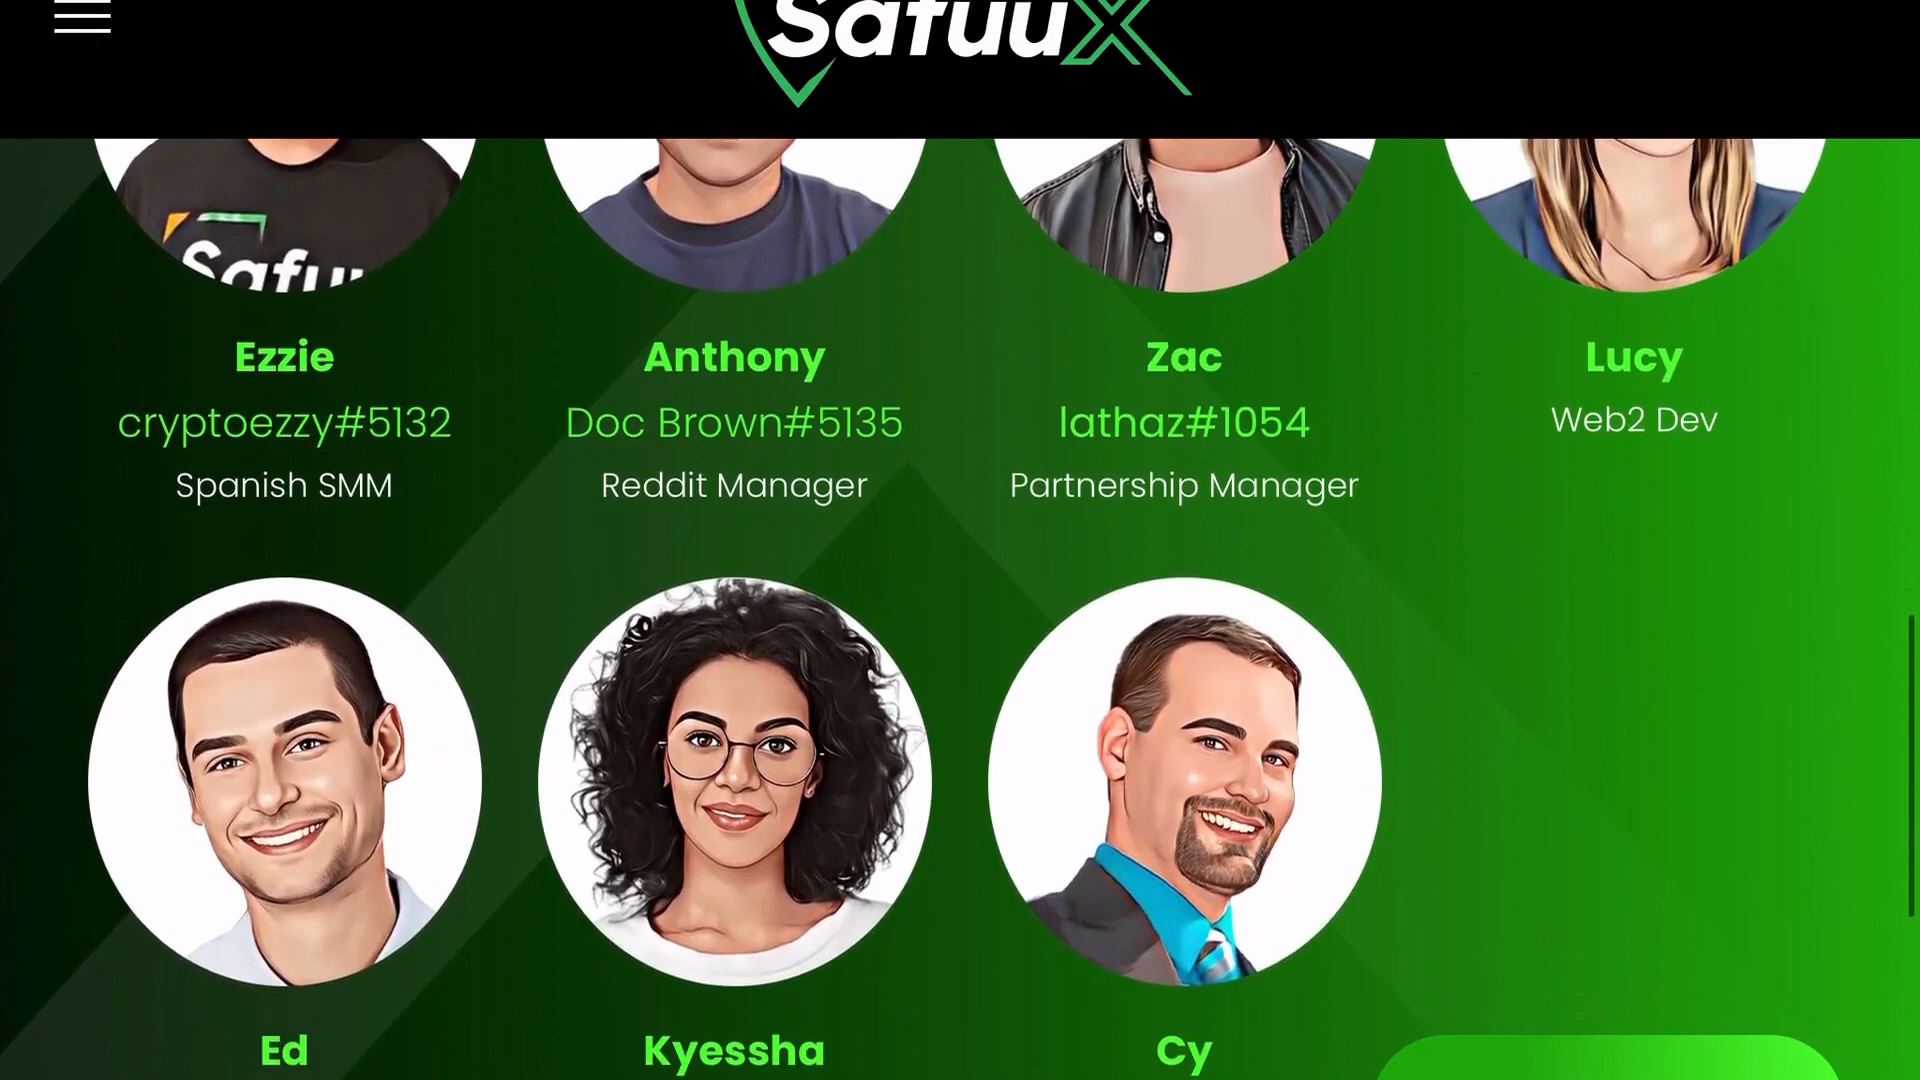 SafuuX
Safuu
Ezzie
Anthony
Zac
Lucy
cryptoezzy#5132
Doc Brown#5135
lathaz#1054
Web2 Dev
Spanish SMM
Reddit Manager
Partnership Manager
Ed
Kyessha
Cy